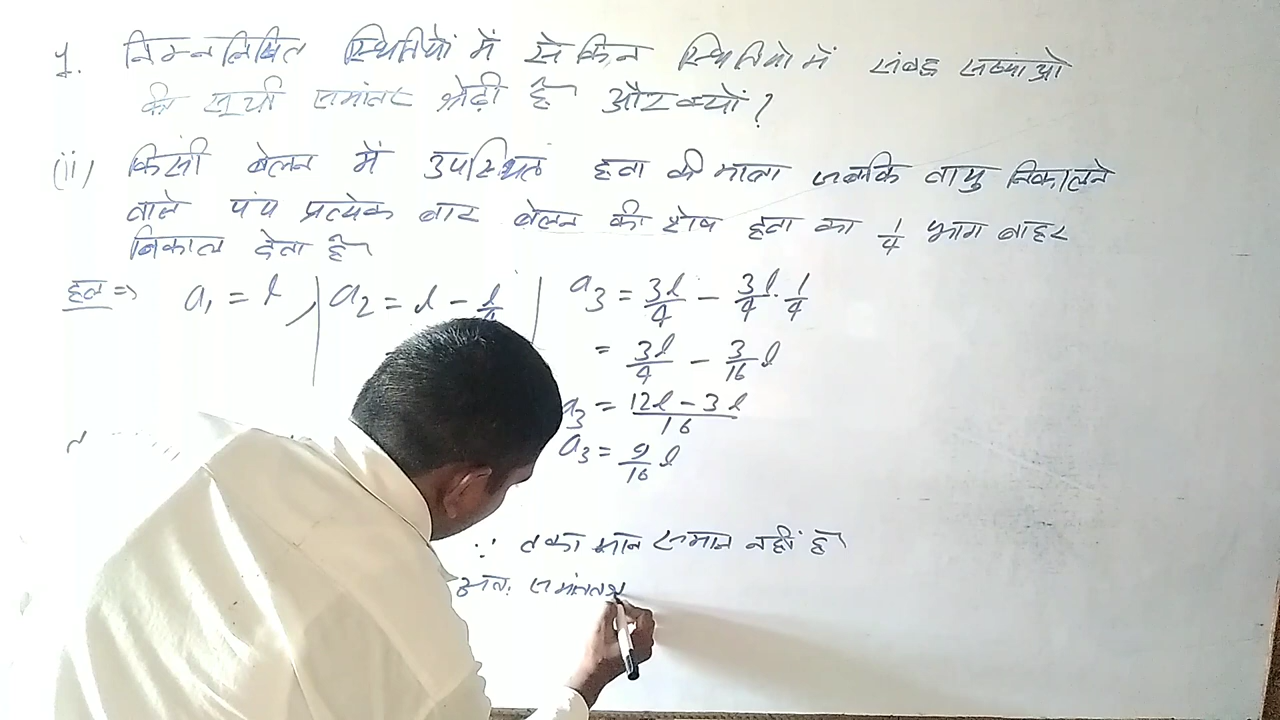 1. निम्नलिखित स्थितियों में से किन स्थितियों में संबद्ध संख्याओं
की सूची समांतर श्रेढ़ी है और क्यों?
(ii) किसी बेलन में उपस्थित हवा की मात्रा जबकि वायु निकालने
वाले पंप प्रत्येक बार बेलन की शेष हवा का 1/4 भाग बाहर
निकाल देता है
हल ⇒ a₁ = l, a₂ = l - l/4 a₃ = 3l/4 - 3l/4 · 1/4
= 3l/4 - 3/16 l
a₃ = 12l - 3l / 16
a₃ = 9/16 l
∵ d का मान समान नहीं है
अतः